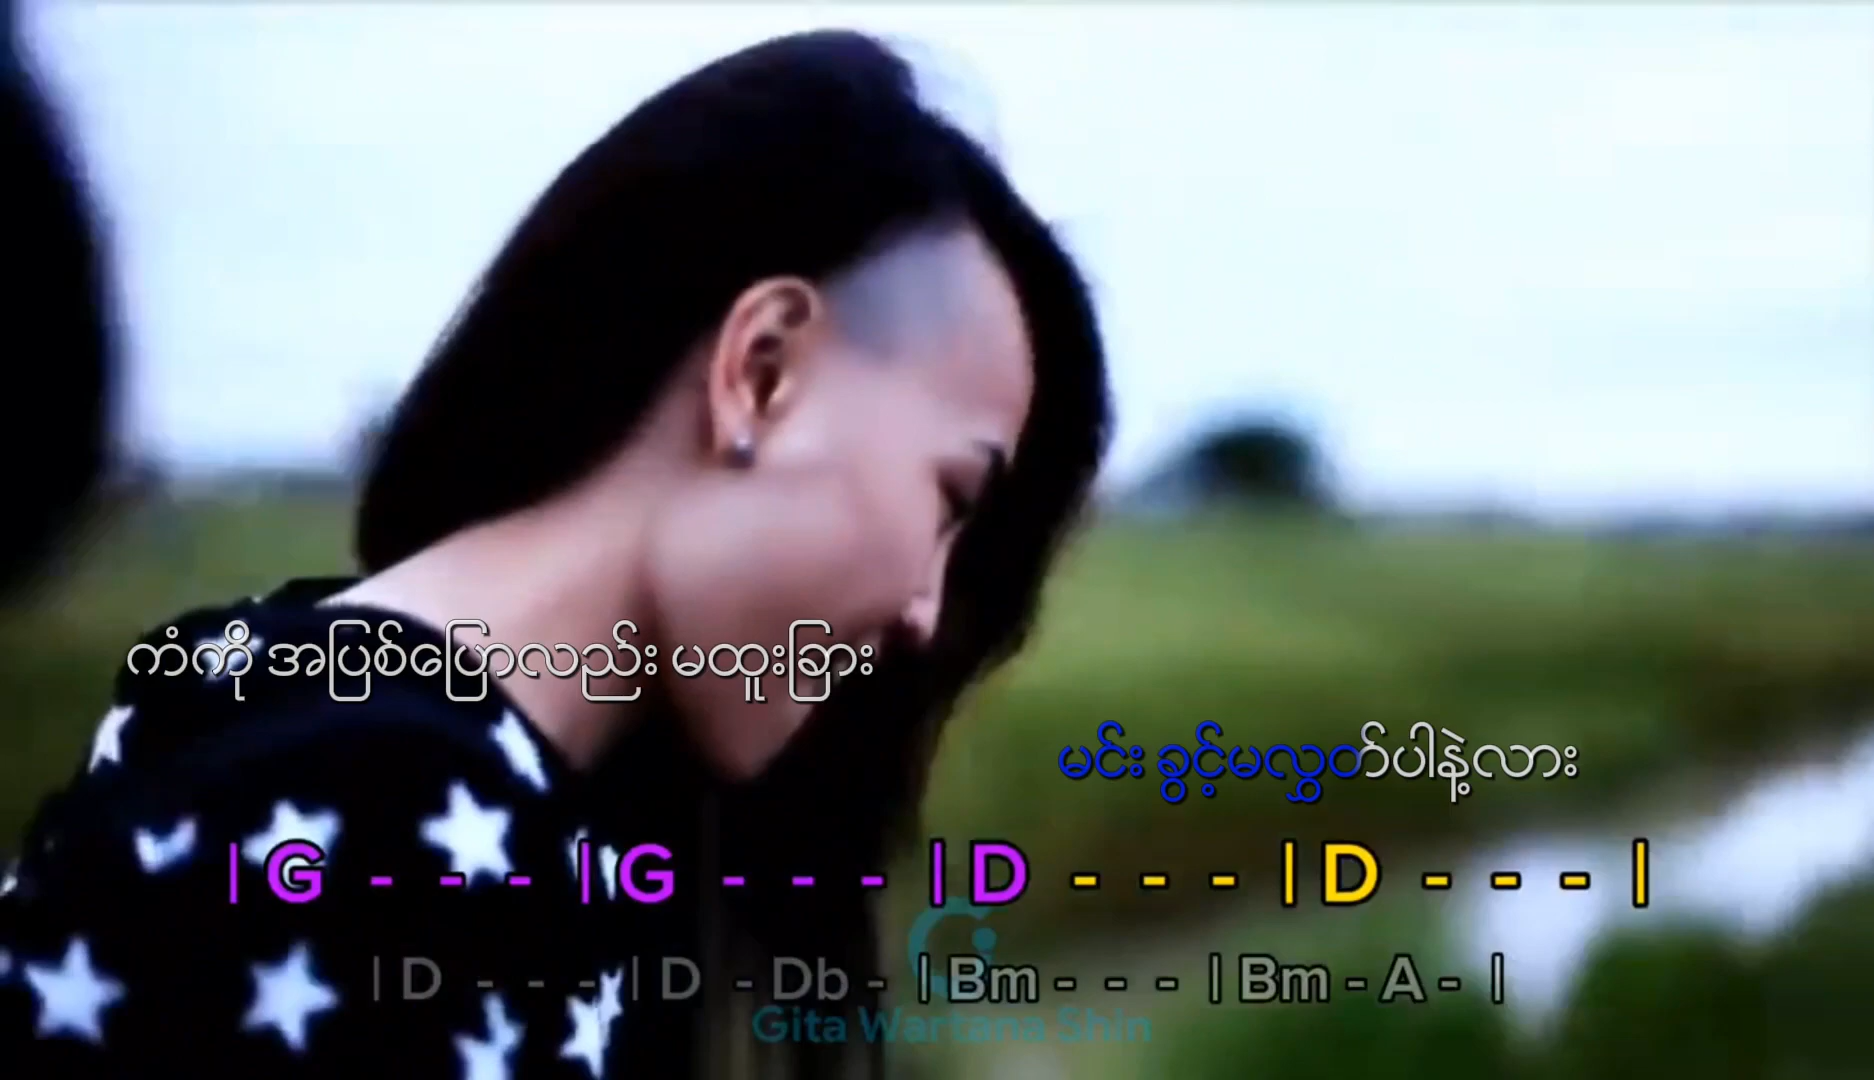 ကံကို အပြစ်ပြောလည်း မထူးခြား
မင်း ခွင့်မလွှတ်ပါနဲ့လား
| G - - - | G - - - | D - - - | D - - - |
| D - - - | D - Db - | Bm - - - | Bm - A - |
Gita Wartana Shin